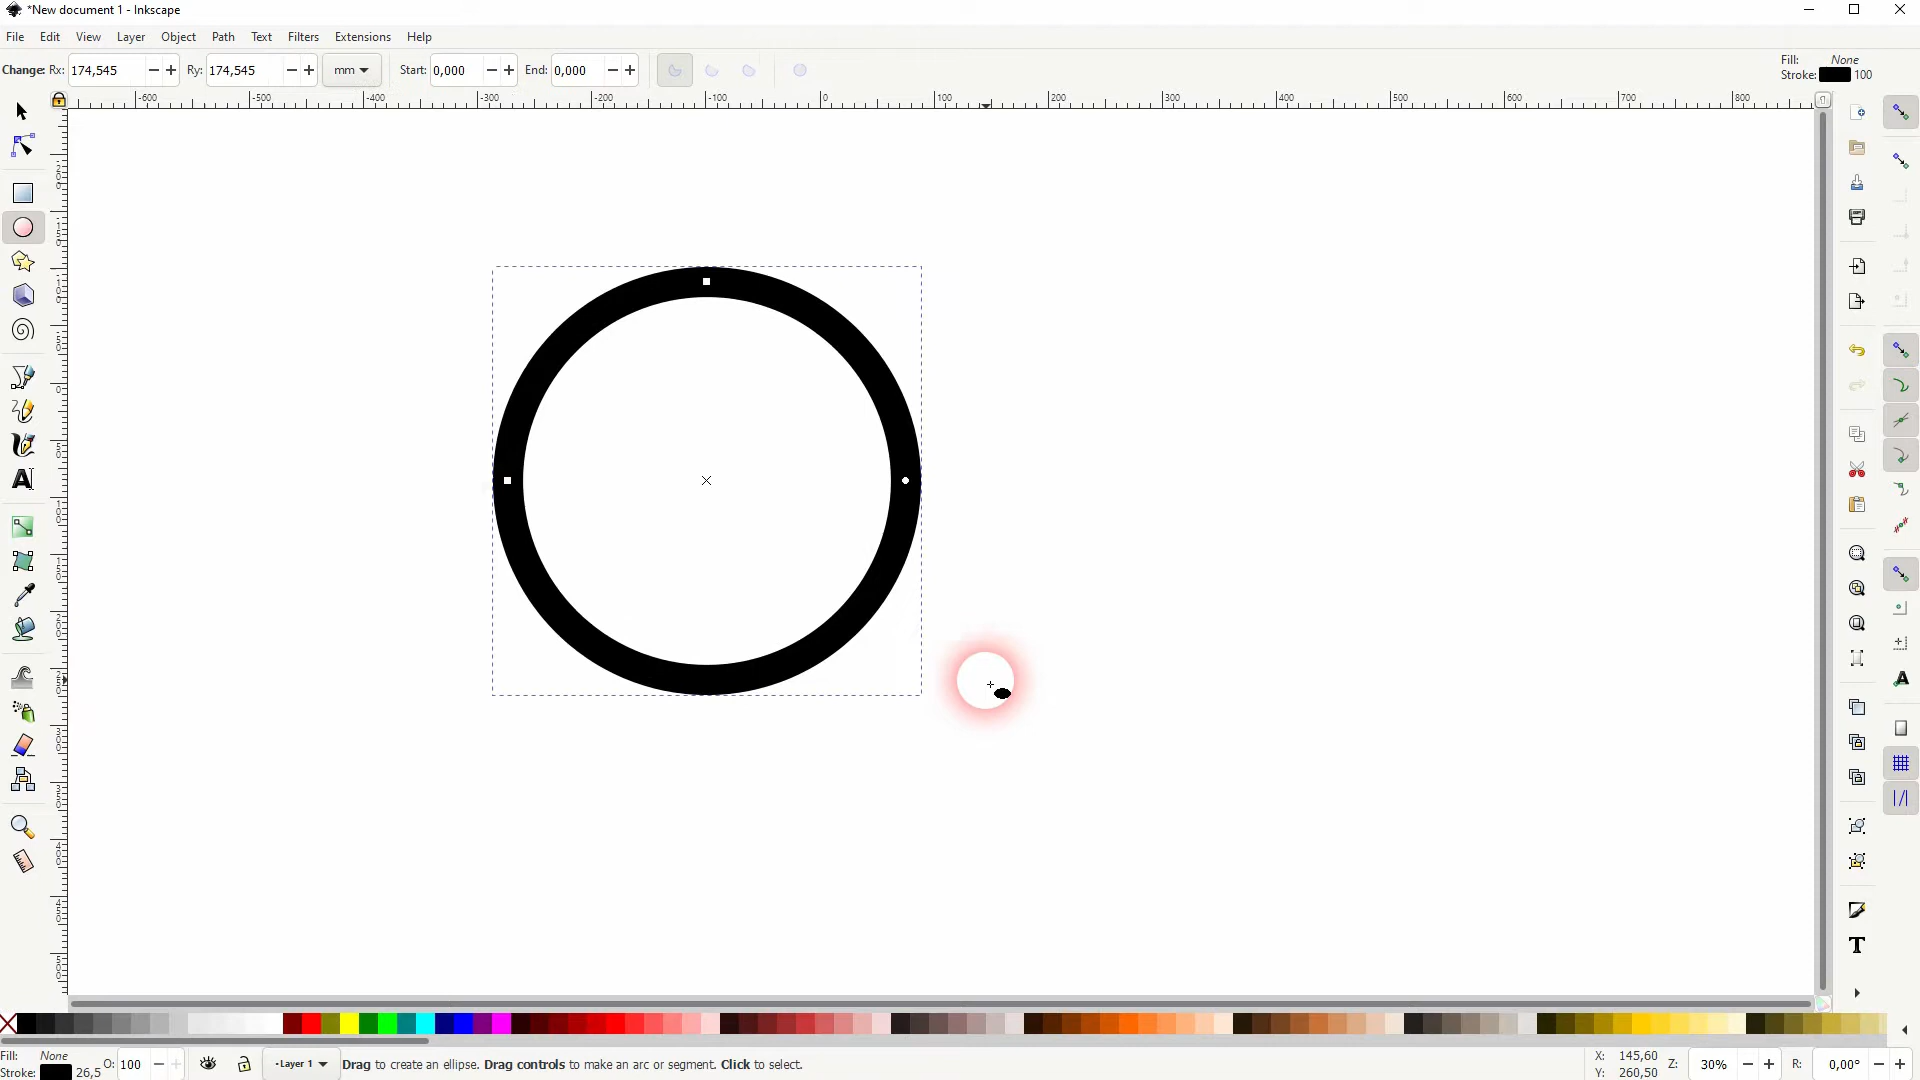 *New document 1 - Inkscape
File Edit View Layer Object Path Text Filters Extensions Help
Change: Rx: 174,545 Ry: 174,545 mm Start: 0,000 End: 0,000
Fill: None
Stroke: 100
-600 -500 -400 -300 -200 -100 0 100 200 300 400 500 600 700 800
Fill: None
Stroke: 26,5
O: 100
Layer 1
Drag to create an ellipse. Drag controls to make an arc or segment. Click to select.
X: 145,60
Y: 260,50
Z: 30%
R: 0,00°